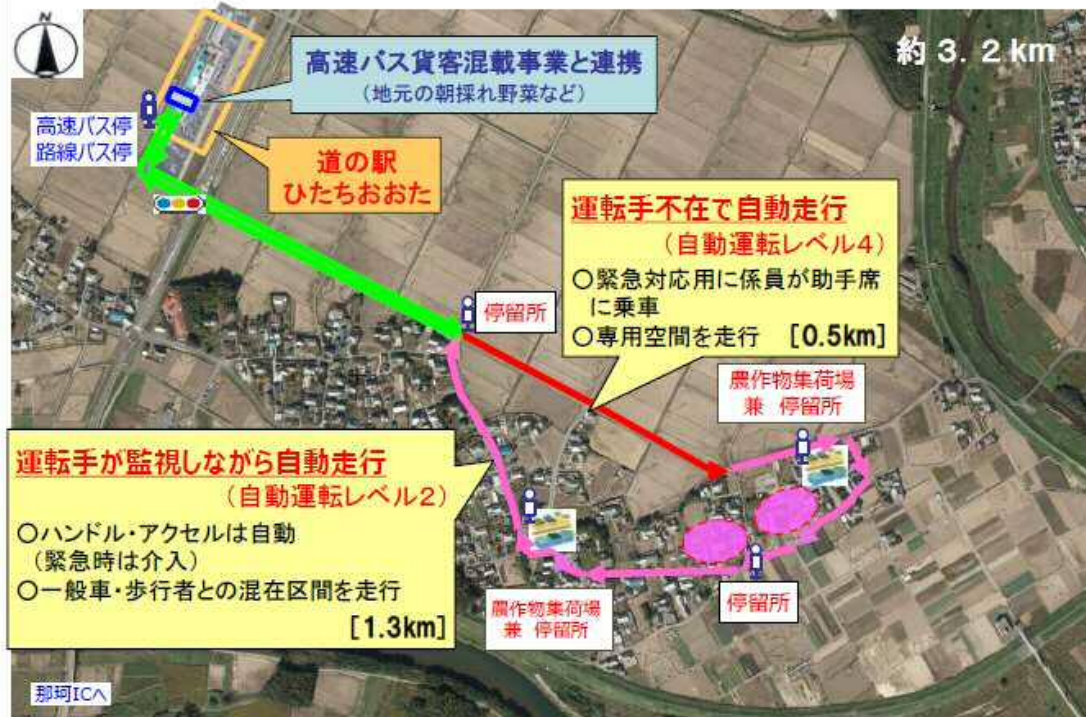 約3.2km
高速バス貨客混載事業と連携
(地元の朝採れ野菜など)
高速バス停
路線バス停
道の駅
ひたちおおた
運転手不在で自動走行
(自動運転レベル4)
○緊急対応用に係員が助手席
に乗車
○専用空間を走行 [0.5km]
停留所
農作物集荷場
兼 停留所
運転手が監視しながら自動走行
(自動運転レベル2)
○ハンドル・アクセルは自動
(緊急時は介入)
○一般車・歩行者との混在区間を走行
[1.3km]
農作物集荷場
兼 停留所
停留所
那珂ICへ